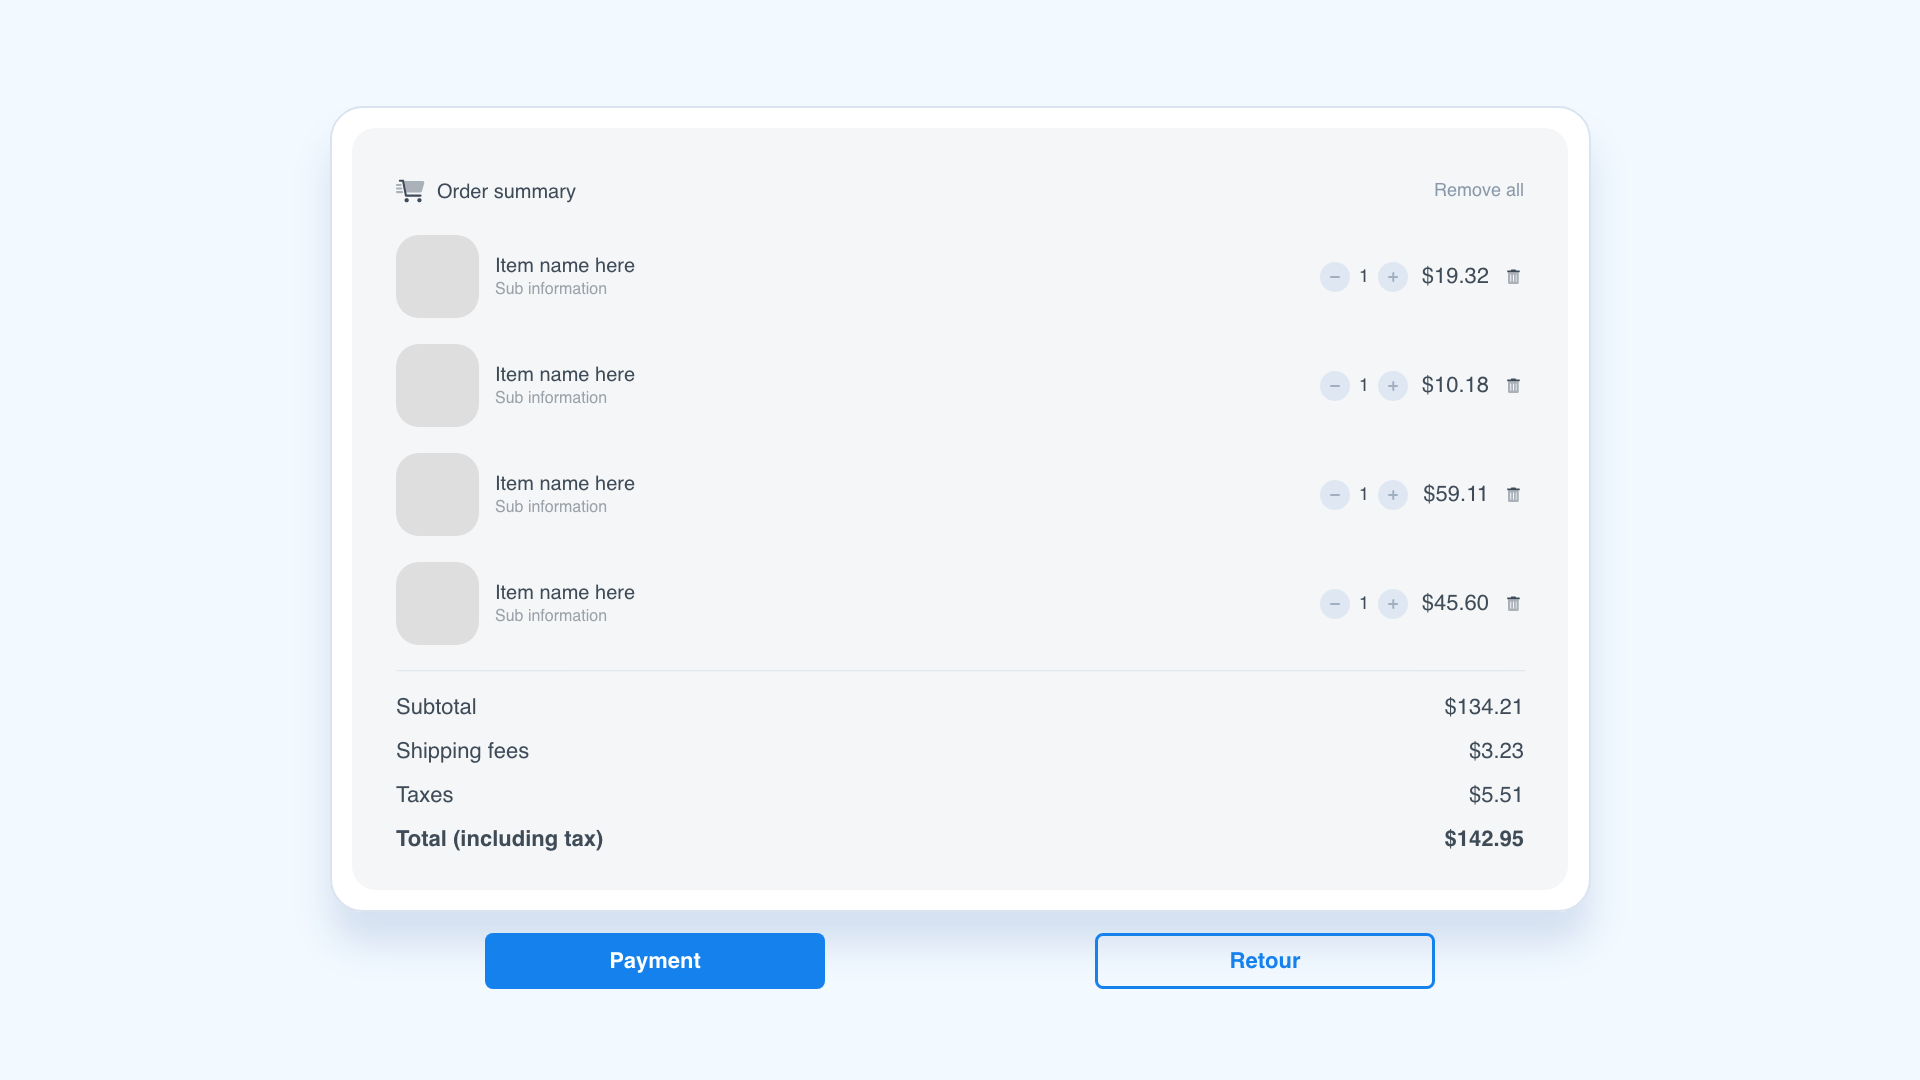 Order summary
Remove all
Item name here
Sub information
1
$19.32
Item name here
Sub information
1
$10.18
Item name here
Sub information
1
$59.11
Item name here
Sub information
1
$45.60
Subtotal
$134.21
Shipping fees
$3.23
Taxes
$5.51
Total (including tax)
$142.95
Payment
Retour